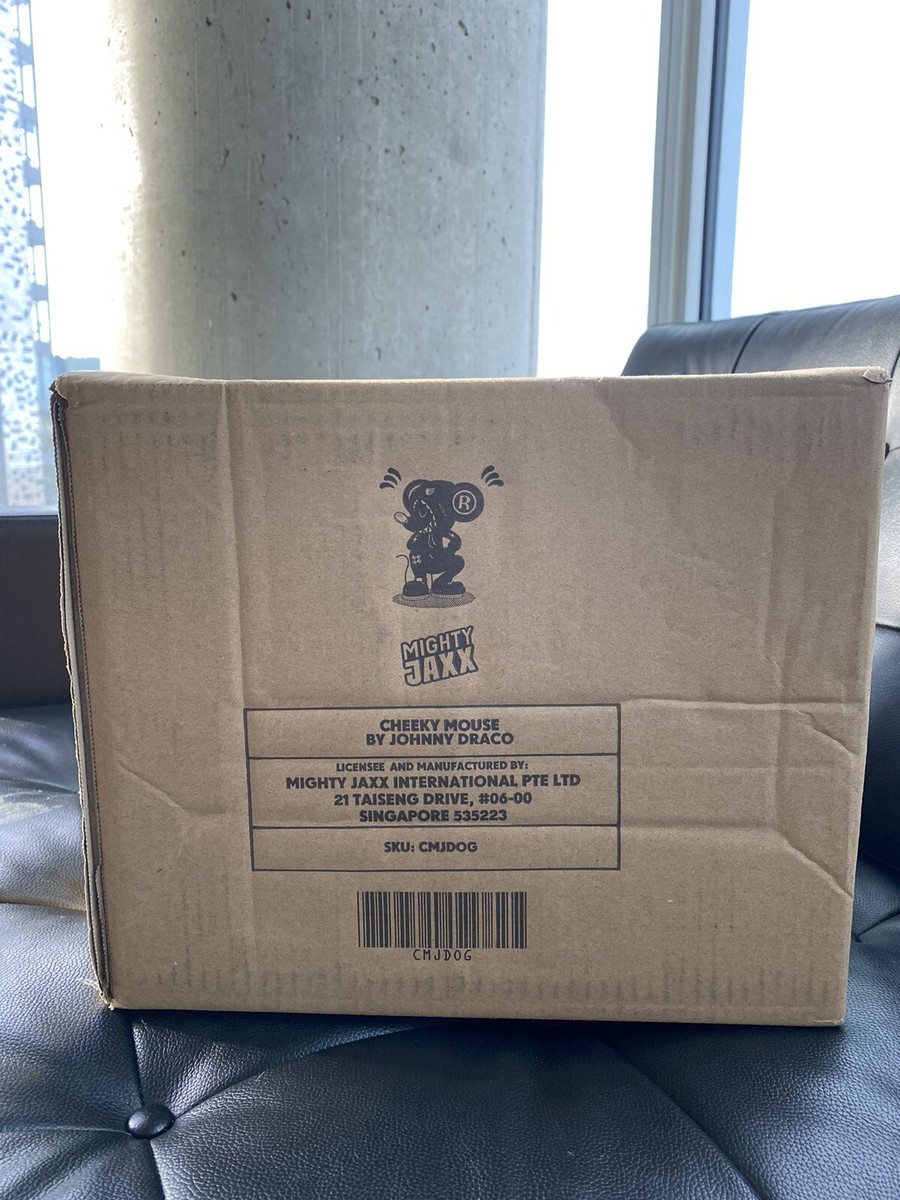 ®
MIGHTY
JAXX
CHEEKY MOUSE
BY JOHNNY DRACO
LICENSEE AND MANUFACTURED BY:
MIGHTY JAXX INTERNATIONAL PTE LTD
21 TAISENG DRIVE, #06-00
SINGAPORE 535223
SKU: CMJDOG
CMJDOG